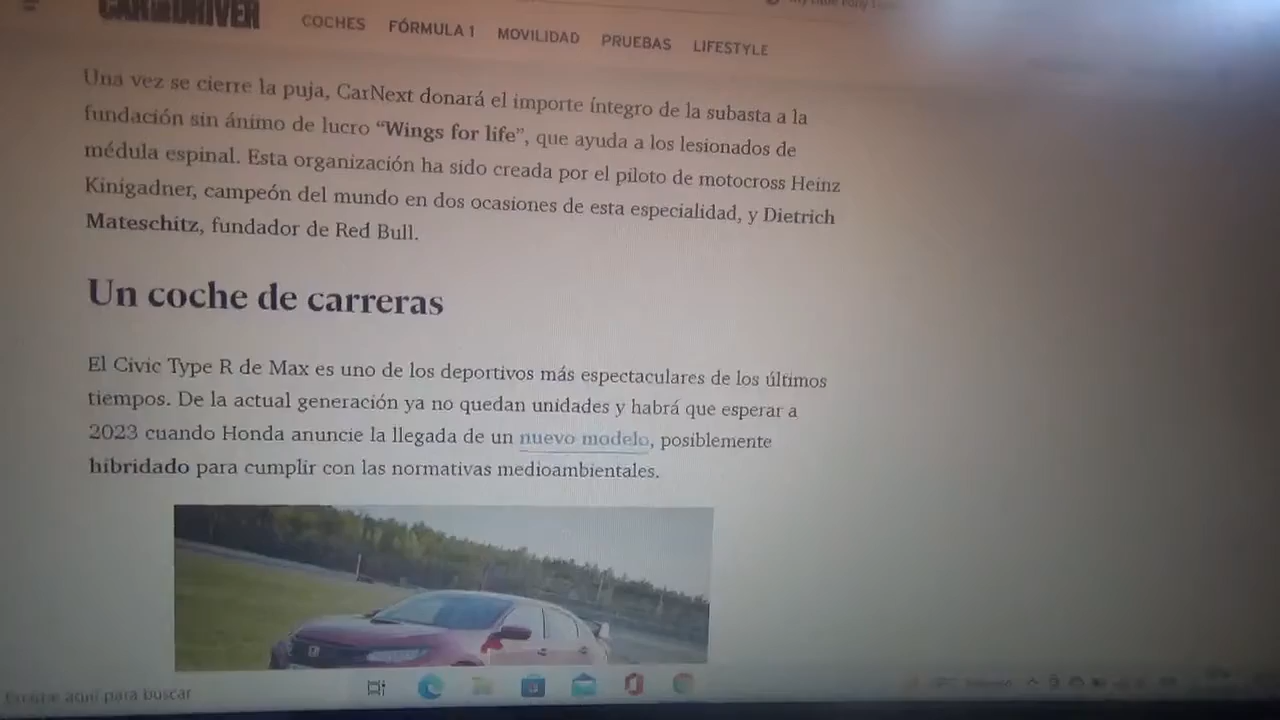 CAR DRIVER
COCHES FÓRMULA 1 MOVILIDAD PRUEBAS LIFESTYLE
Una vez se cierre la puja, CarNext donará el importe íntegro de la subasta a la
fundación sin ánimo de lucro “Wings for life”, que ayuda a los lesionados de
médula espinal. Esta organización ha sido creada por el piloto de motocross Heinz
Kinigadner, campeón del mundo en dos ocasiones de esta especialidad, y Dietrich
Mateschitz, fundador de Red Bull.
Un coche de carreras
El Civic Type R de Max es uno de los deportivos más espectaculares de los últimos
tiempos. De la actual generación ya no quedan unidades y habrá que esperar a
2023 cuando Honda anuncie la llegada de un nuevo modelo, posiblemente
hibridado para cumplir con las normativas medioambientales.
Escribe aquí para buscar